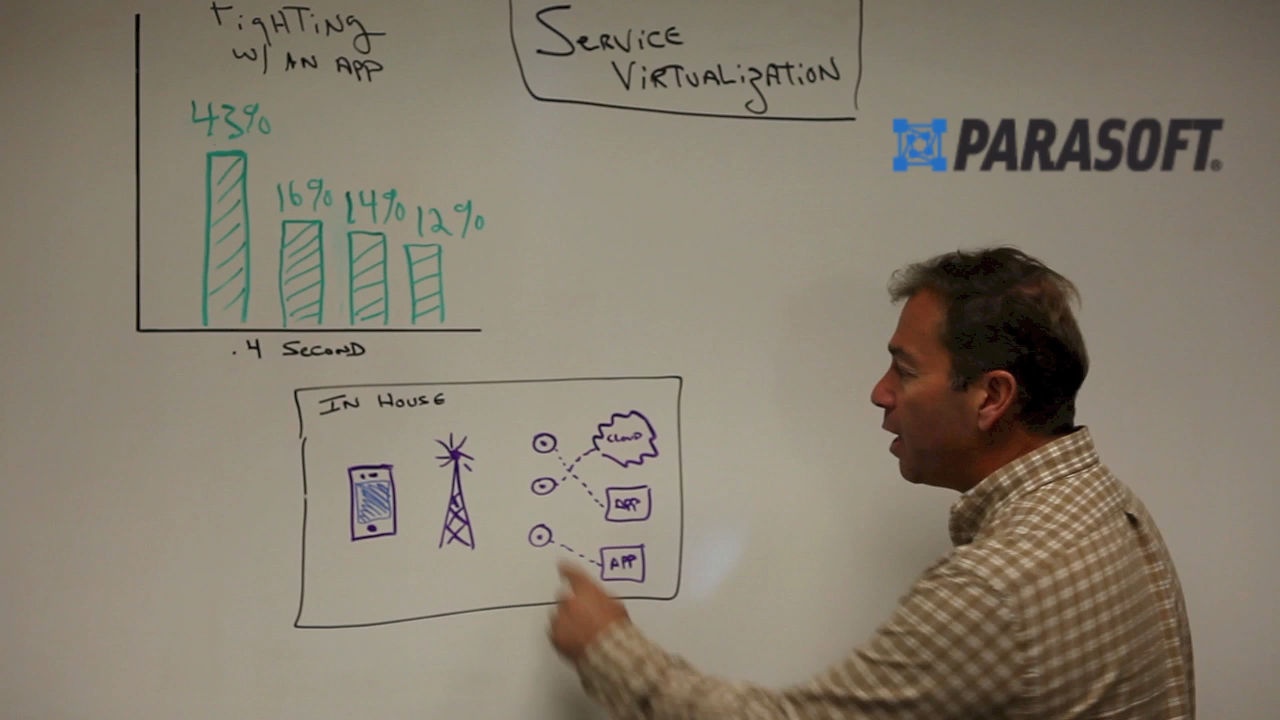 FigHTiNg
w/ AN APP
SERViCE
ViRTUALiZATiON
PARASOFT®
43%
16% 14% 12%
.4 SECOND
IN HOUSE
CLOUD
APP
APP